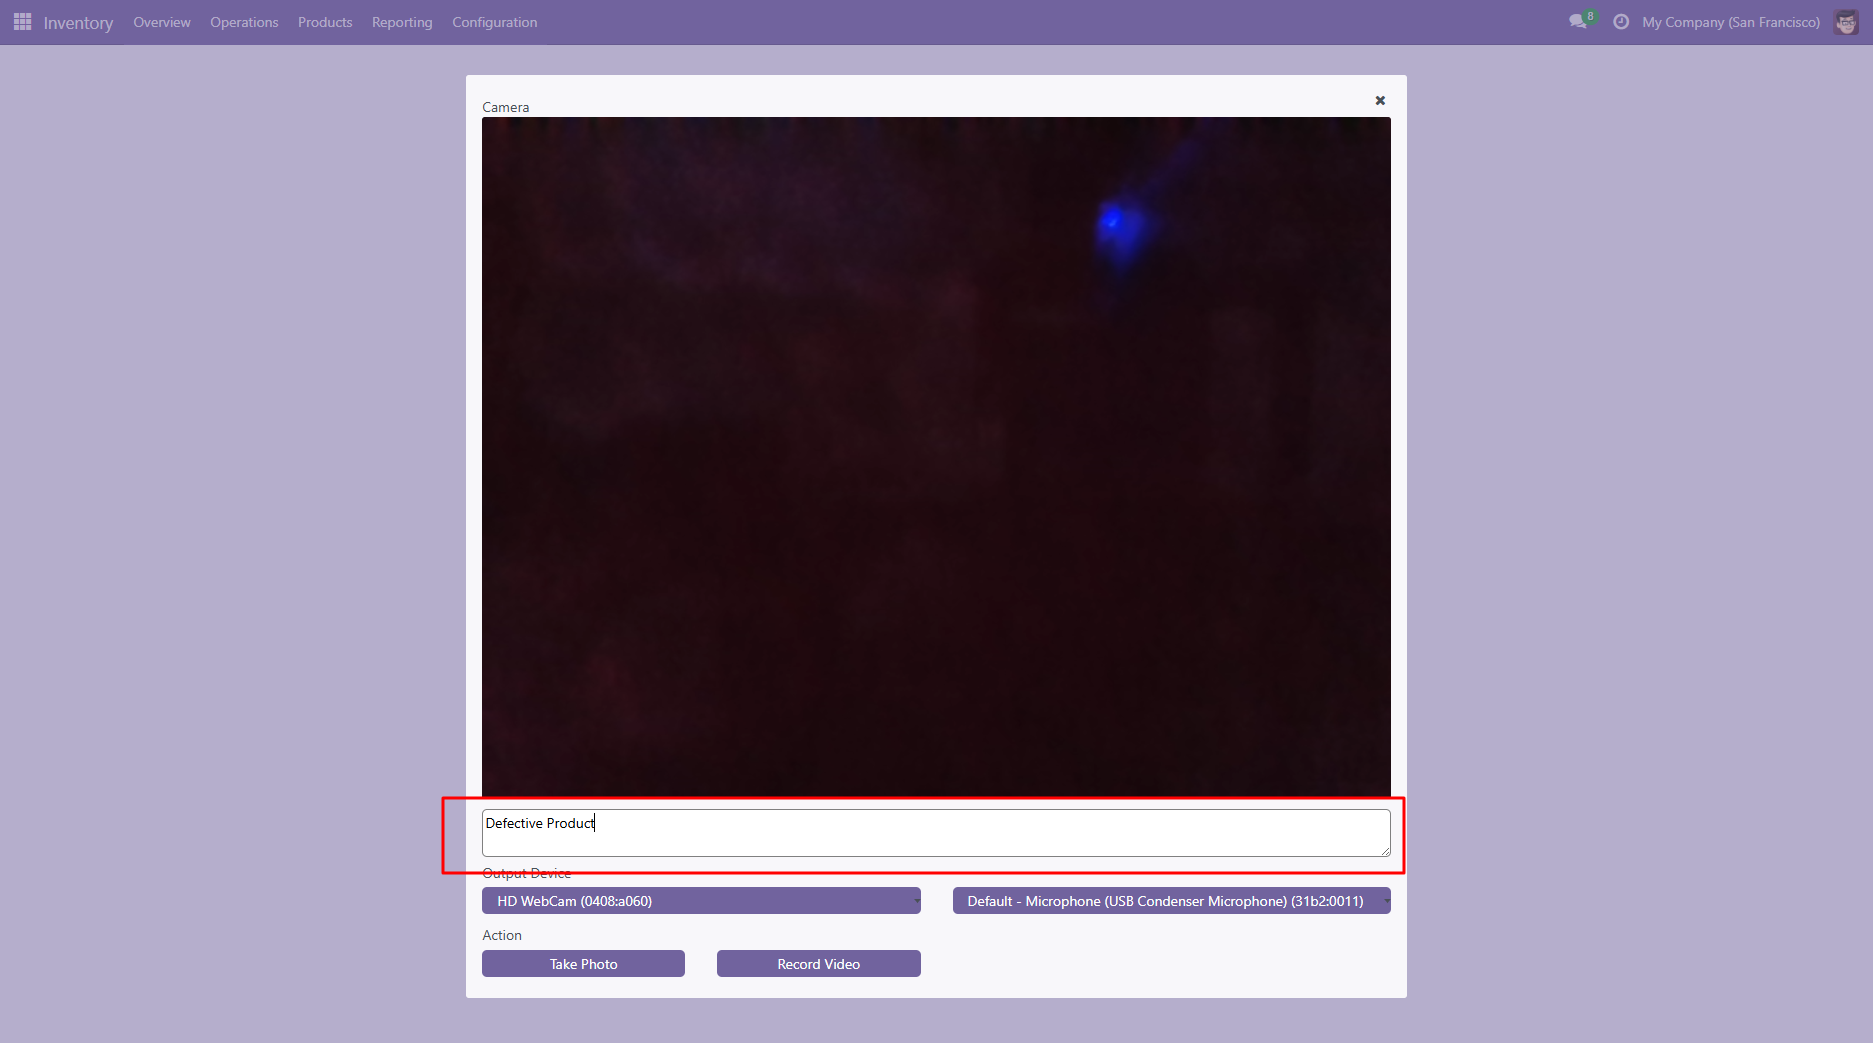 Inventory Overview Operations Products Reporting Configuration 8 My Company (San Francisco)
Camera
Defective Product
Output Device
HD WebCam (0408:a060) Default - Microphone (USB Condenser Microphone) (31b2:0011)
Action
Take Photo Record Video